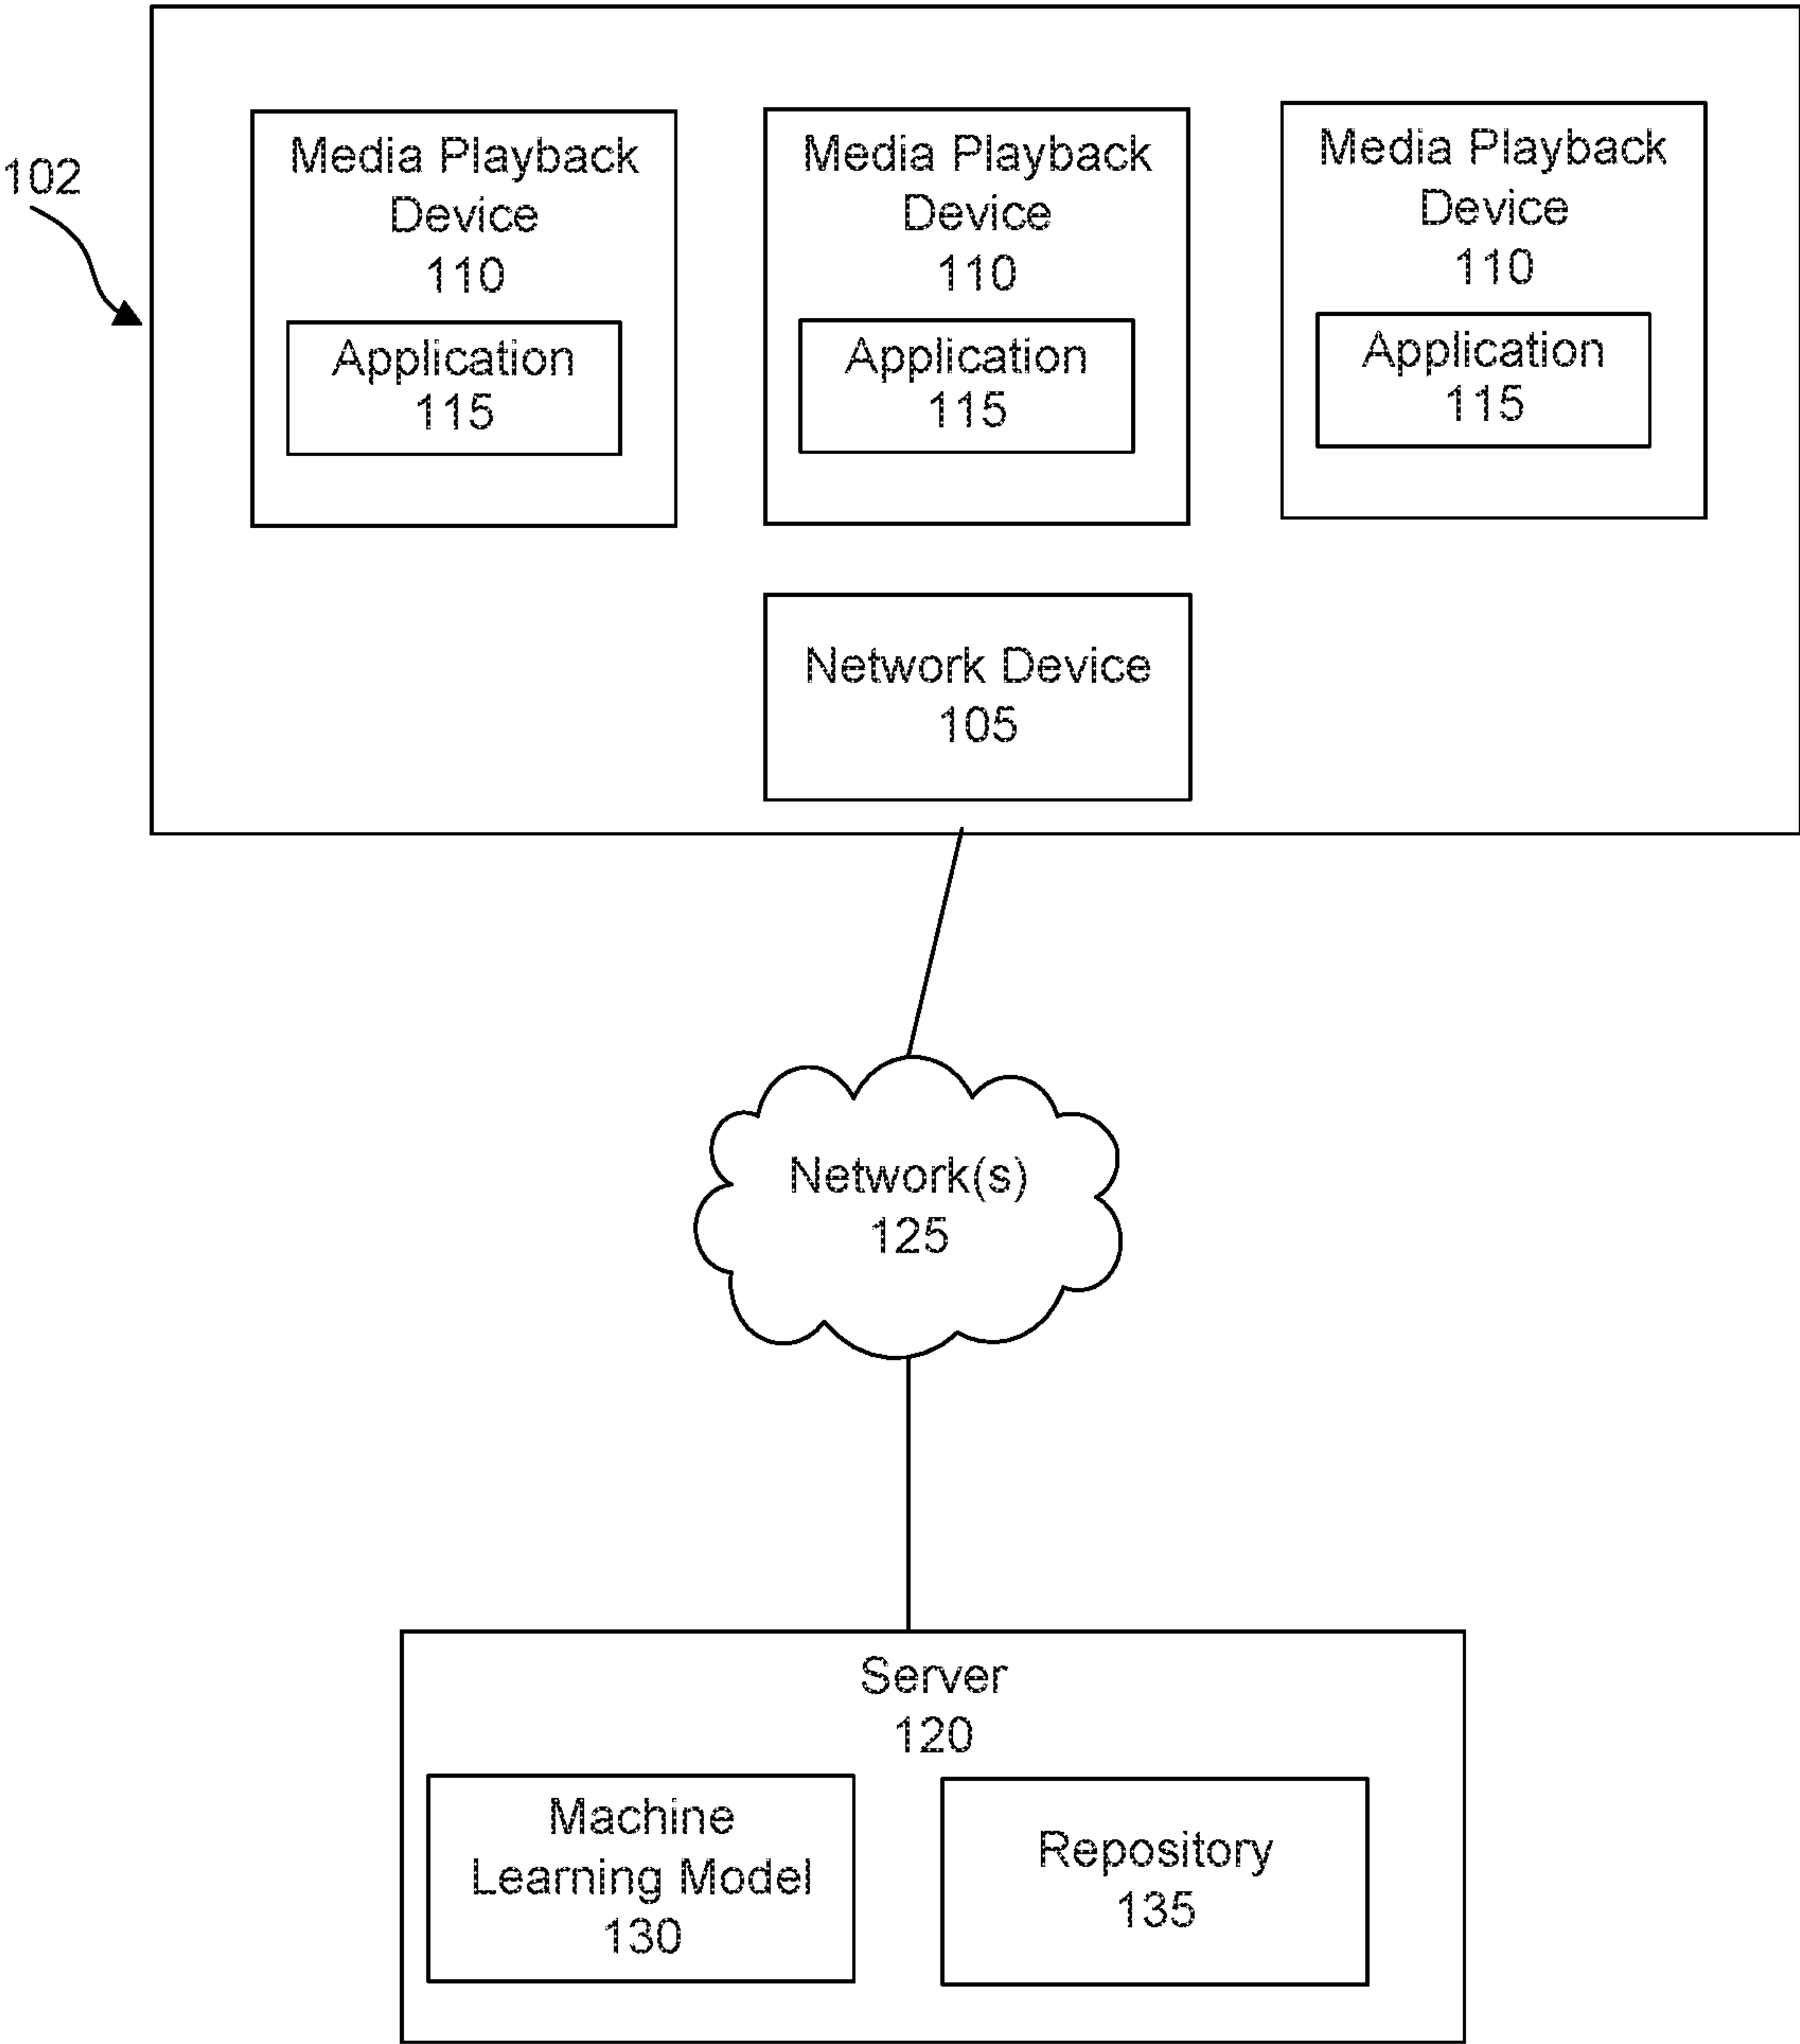 102
Media Playback
Device
110
Application
115
Media Playback
Device
110
Application
115
Media Playback
Device
110
Application
115
Network Device
105
Network(s)
125
Server
120
Machine
Learning Model
130
Repository
135